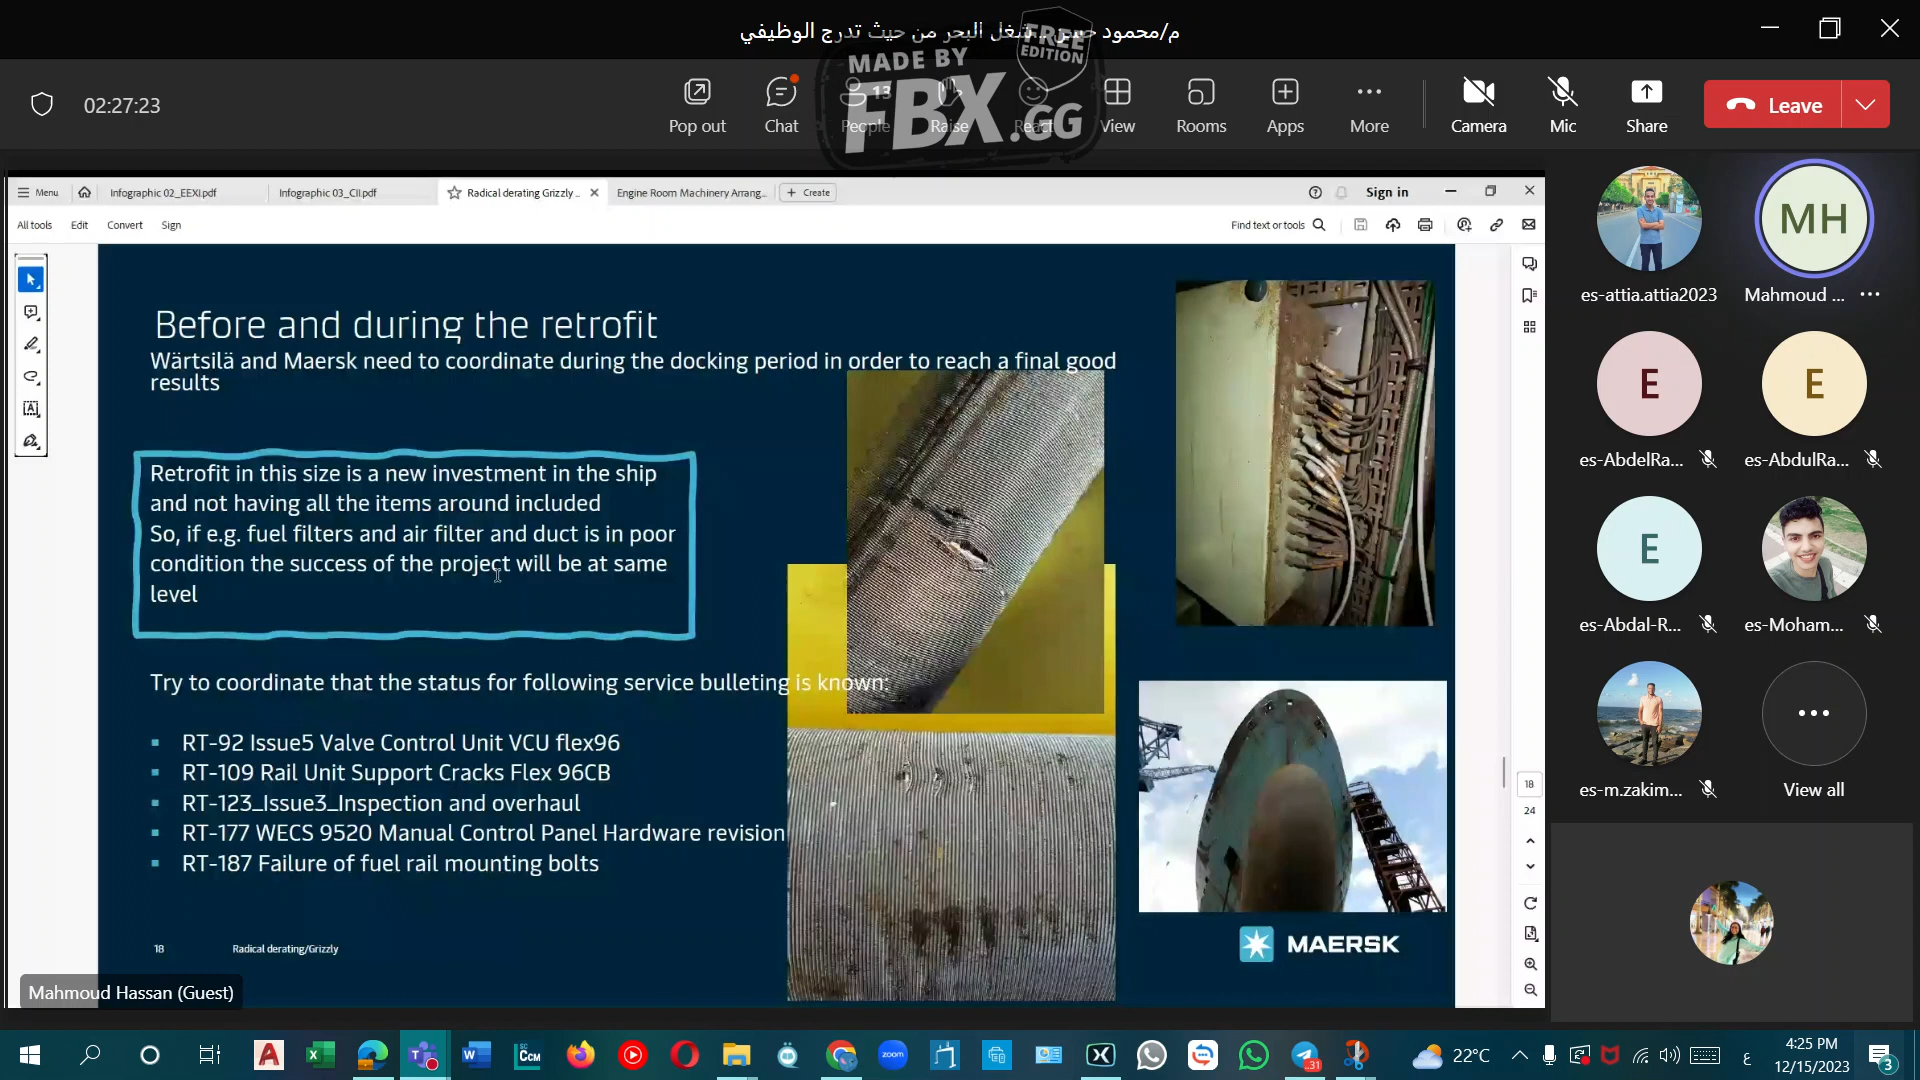 م/محمود حسن ...شغل البحر من حيث تدرج الوظيفي
MADE BY
FBX.GG
FREE
EDITION
02:27:23
Pop out
Chat
13
People
Raise
React
View
Rooms
Apps
More
Camera
Mic
Share
Leave
Menu
Infographic 02_EEXI.pdf
Infographic 03_CII.pdf
Radical derating Grizzly ...
Engine Room Machinery Arrang...
Create
Sign in
All tools
Edit
Convert
Sign
Find text or tools
Before and during the retrofit
Wärtsilä and Maersk need to coordinate during the docking period in order to reach a final good
results
Retrofit in this size is a new investment in the ship
and not having all the items around included
So, if e.g. fuel filters and air filter and duct is in poor
condition the success of the project will be at same
level
Try to coordinate that the status for following service bulleting is known:
▪ RT-92 Issue5 Valve Control Unit VCU flex96
▪ RT-109 Rail Unit Support Cracks Flex 96CB
▪ RT-123_Issue3_Inspection and overhaul
▪ RT-177 WECS 9520 Manual Control Panel Hardware revision
▪ RT-187 Failure of fuel rail mounting bolts
18
Radical derating/Grizzly
MAERSK
18
24
Mahmoud Hassan (Guest)
es-attia.attia2023
MH
Mahmoud ...
E
es-AbdelRa...
E
es-AbdulRa...
E
es-Abdal-R...
es-Moham...
es-m.zakim...
View all
zoom
SC
CCM
..31
22°C
ع
4:25 PM
12/15/2023
3